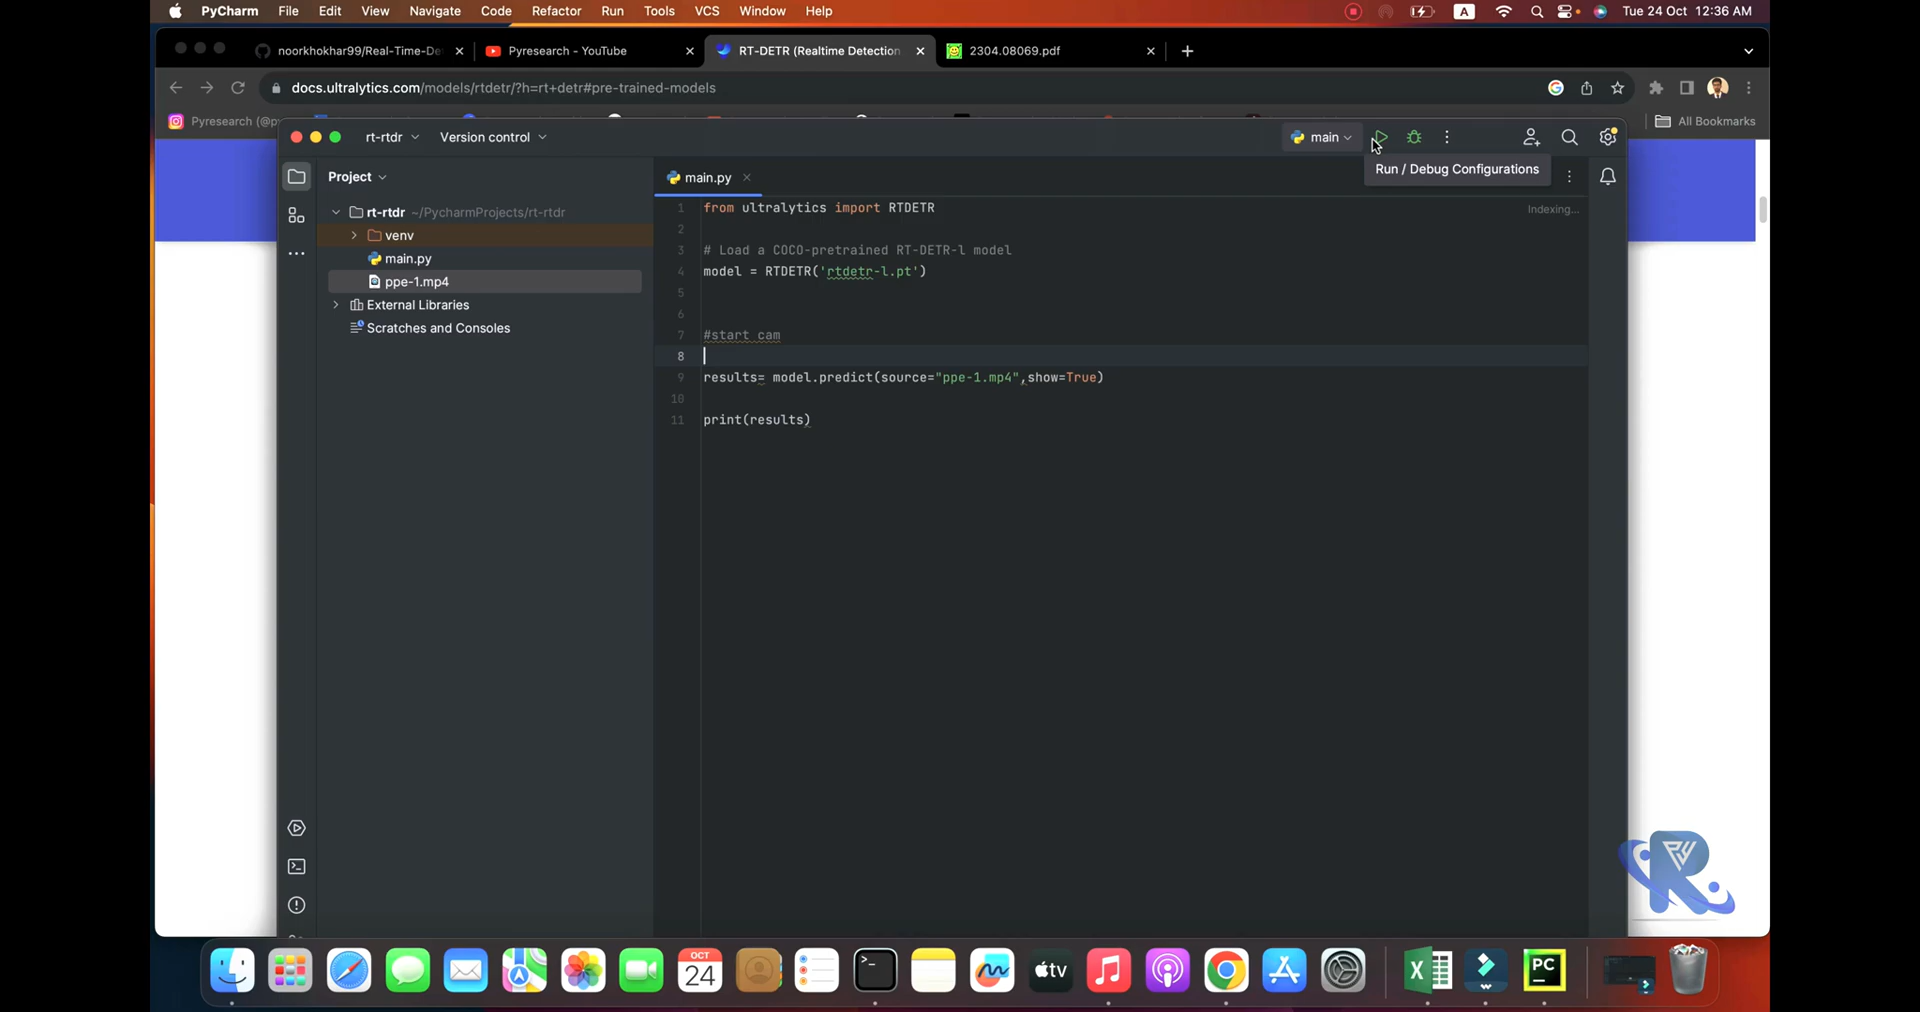 PyCharm File Edit View Navigate Code Refactor Run Tools VCS Window Help A Tue 24 Oct 12:36 AM
noorkhokhar99/Real-Time-De Pyresearch - YouTube RT-DETR (Realtime Detection 2304.08069.pdf
docs.ultralytics.com/models/rtdetr/?h=rt+detr#pre-trained-models
Pyresearch (@py All Bookmarks
rt-rtdr Version control main
Run / Debug Configurations
Project main.py
1 from ultralytics import RTDETR Indexing...
rt-rtdr ~/PycharmProjects/rt-rtdr
2
venv
3 # Load a COCO-pretrained RT-DETR-l model
main.py
4 model = RTDETR('rtdetr-l.pt')
ppe-1.mp4
5
External Libraries
6
Scratches and Consoles
7 #start cam
8
9 results= model.predict(source="ppe-1.mp4",show=True)
10
11 print(results)
OCT
24
tv
PC